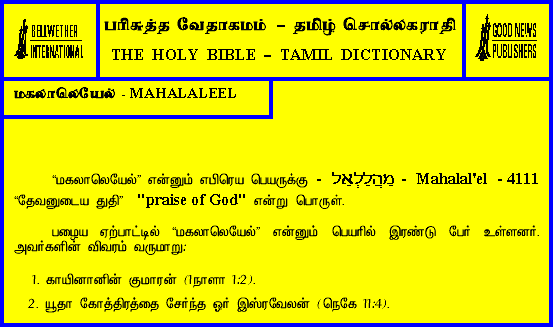 BELLWETHER
INTERNATIONAL
பரிசுத்த வேதாகமம் – தமிழ் சொல்லகராதி
THE HOLY BIBLE – TAMIL DICTIONARY
GOOD NEWS
PUBLISHERS
மகலாலெயேல் - MAHALALEEL
“மகலாலெயேல்” என்னும் எபிரெய பெயருக்கு - מַהֲלַלְאֵל - Mahalal'el - 4111
“தேவனுடைய துதி” "praise of God" என்று பொருள்.
பழைய ஏற்பாட்டில் “மகலாலெயேல்” என்னும் பெயரில் இரண்டு பேர் உள்ளனர்.
அவர்களின் விவரம் வருமாறு:
1. காயினானின் குமாரன் (1நாளா 1:2).
2. யூதா கோத்திரத்தை சேர்ந்த ஓர் இஸ்ரவேலன் (நெகே 11:4).